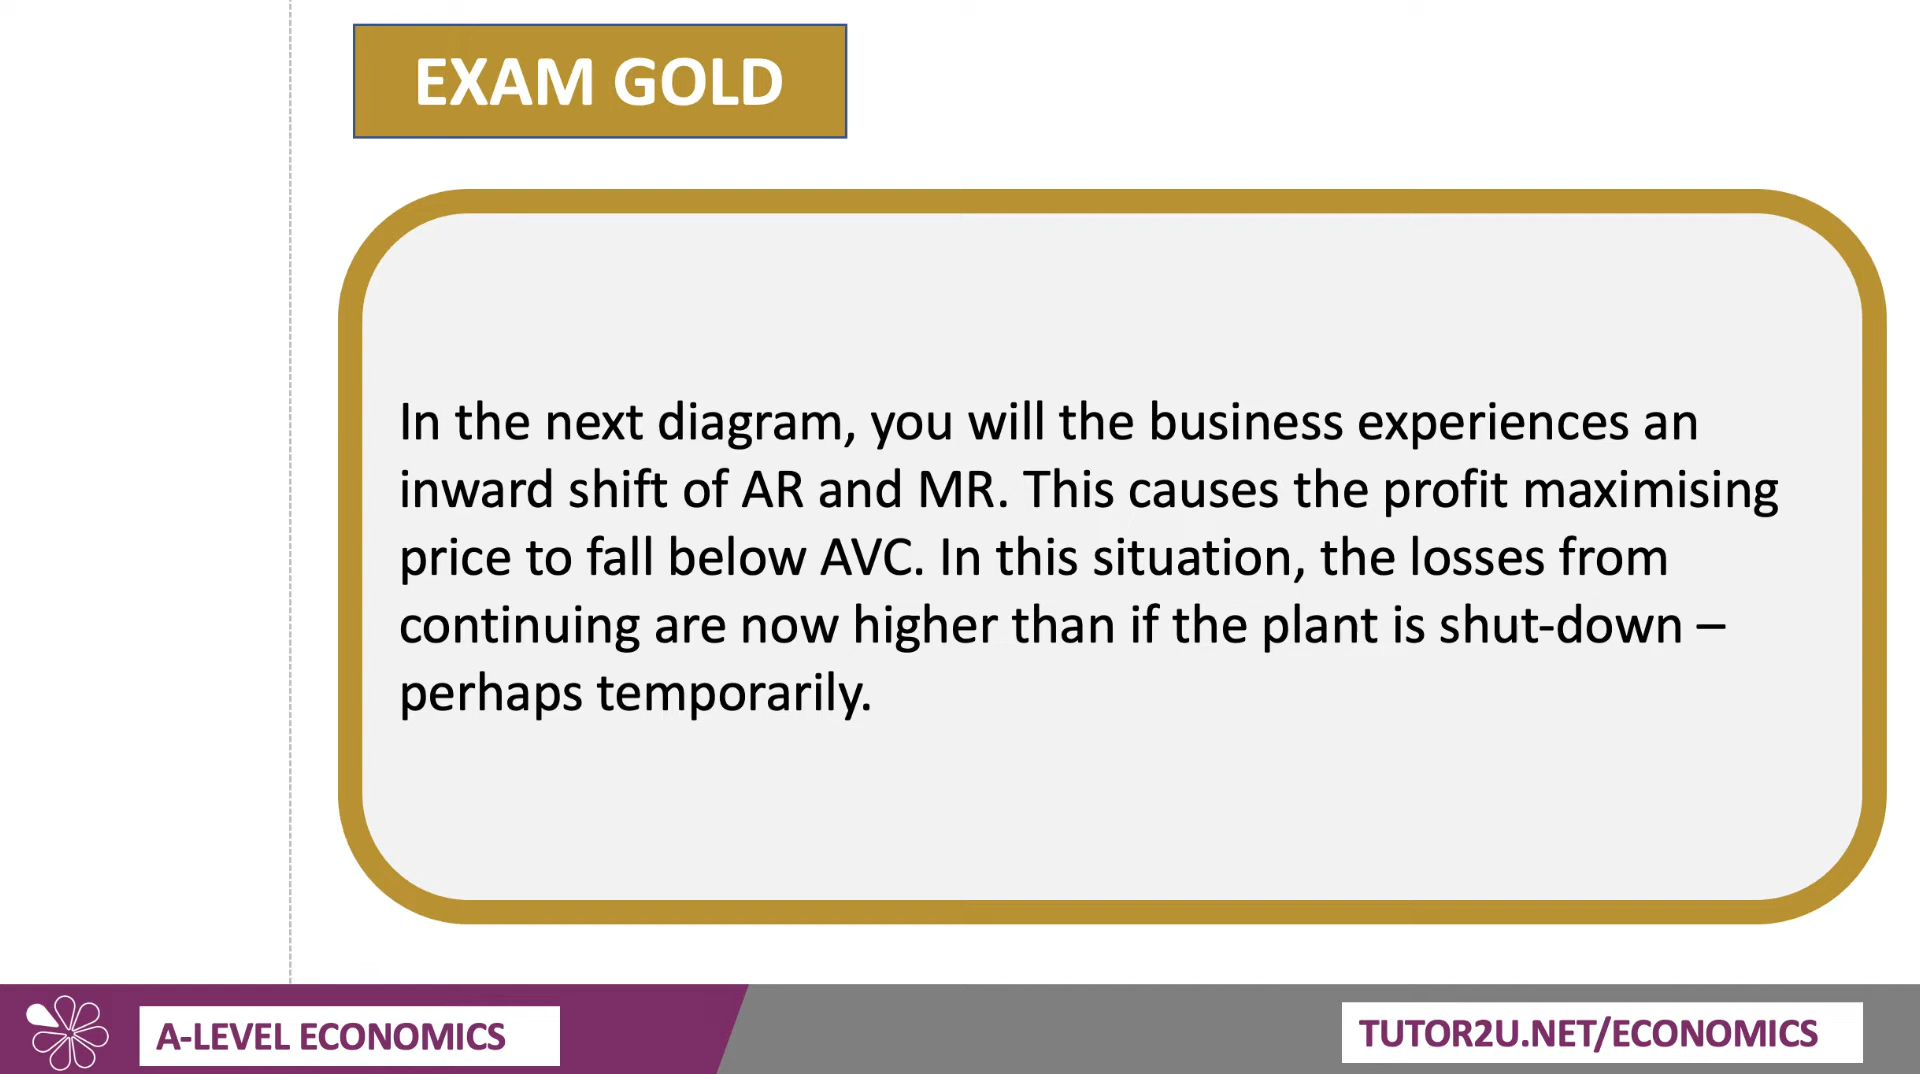 EXAM GOLD
In the next diagram, you will the business experiences an
inward shift of AR and MR. This causes the profit maximising
price to fall below AVC. In this situation, the losses from
continuing are now higher than if the plant is shut-down –
perhaps temporarily.
A-LEVEL ECONOMICS
TUTOR2U.NET/ECONOMICS